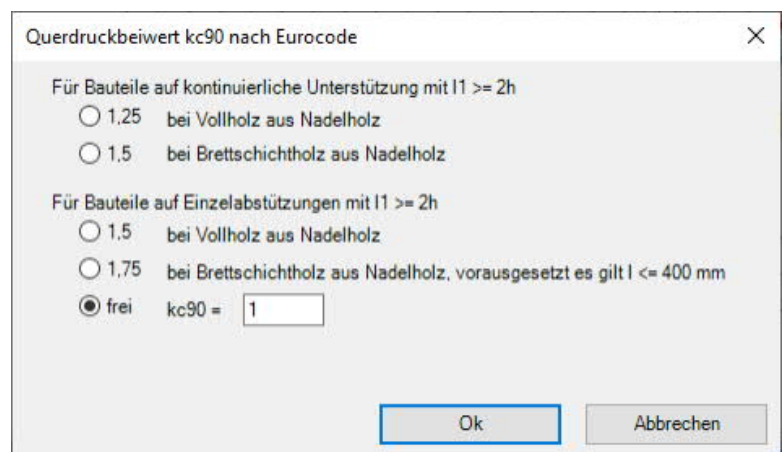 Querdruckbeiwert kc90 nach Eurocode
Für Bauteile auf kontinuierliche Unterstützung mit l1 >= 2h
1,25 bei Vollholz aus Nadelholz
1,5 bei Brettschichtholz aus Nadelholz
Für Bauteile auf Einzelabstützungen mit l1 >= 2h
1,5 bei Vollholz aus Nadelholz
1,75 bei Brettschichtholz aus Nadelholz, vorausgesetzt es gilt l <= 400 mm
frei kc90 = 1
Ok Abbrechen